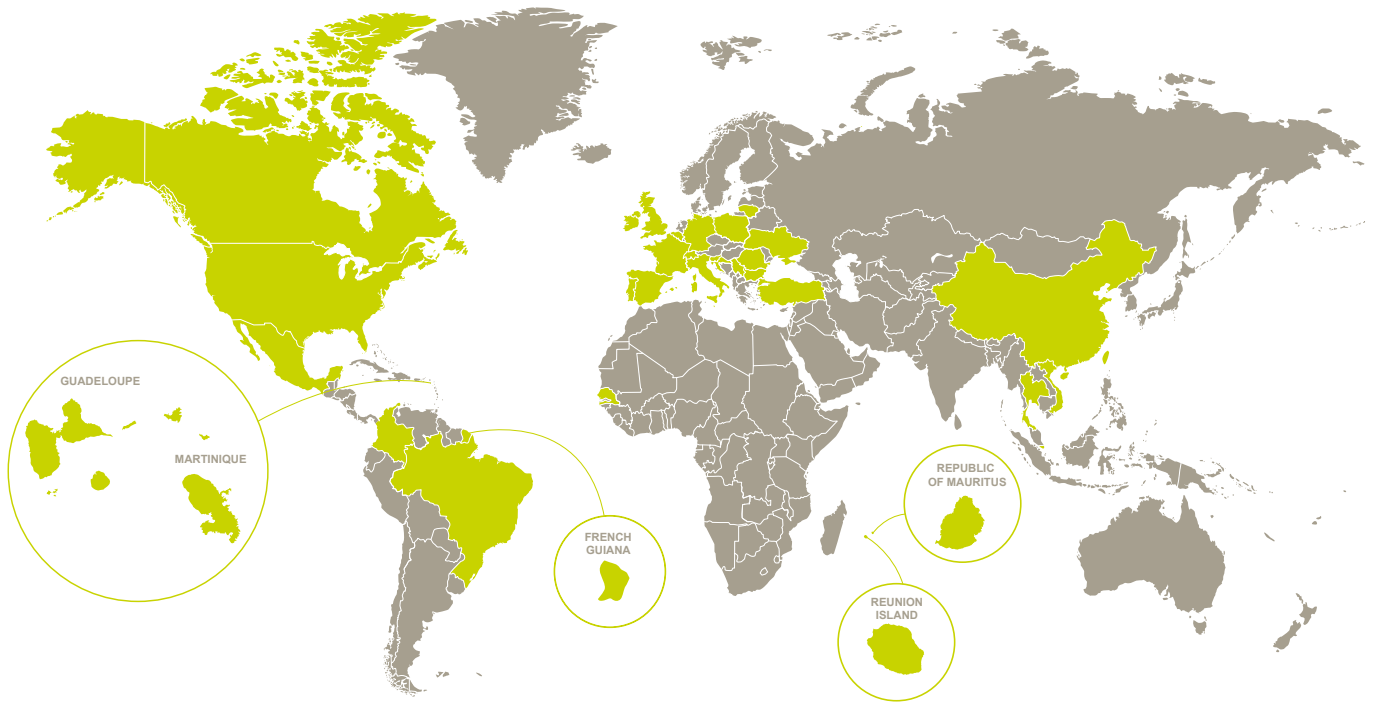 GUADELOUPE
MARTINIQUE
FRENCH
GUIANA
REPUBLIC
OF MAURITUS
REUNION
ISLAND